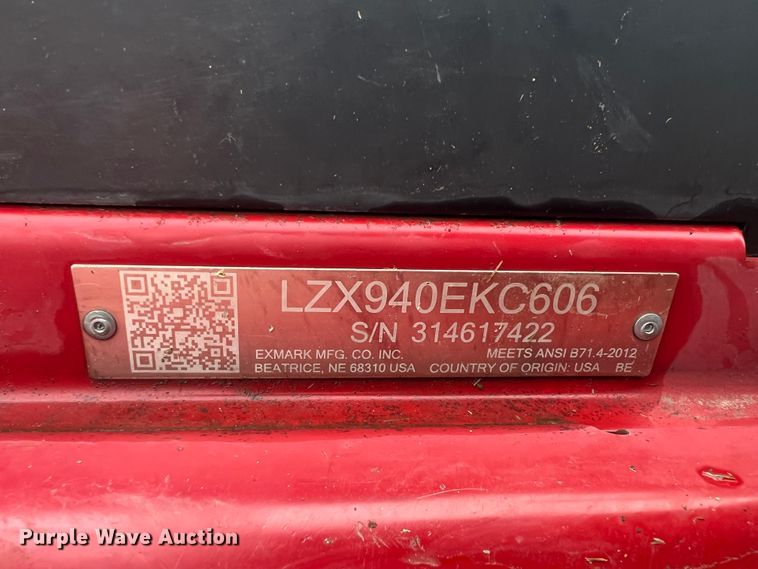 LZX940EKC606
S/N 314617422
EXMARK MFG. CO. INC. MEETS ANSI B71.4-2012
BEATRICE, NE 68310 USA COUNTRY OF ORIGIN: USA BE
Purple Wave Auction